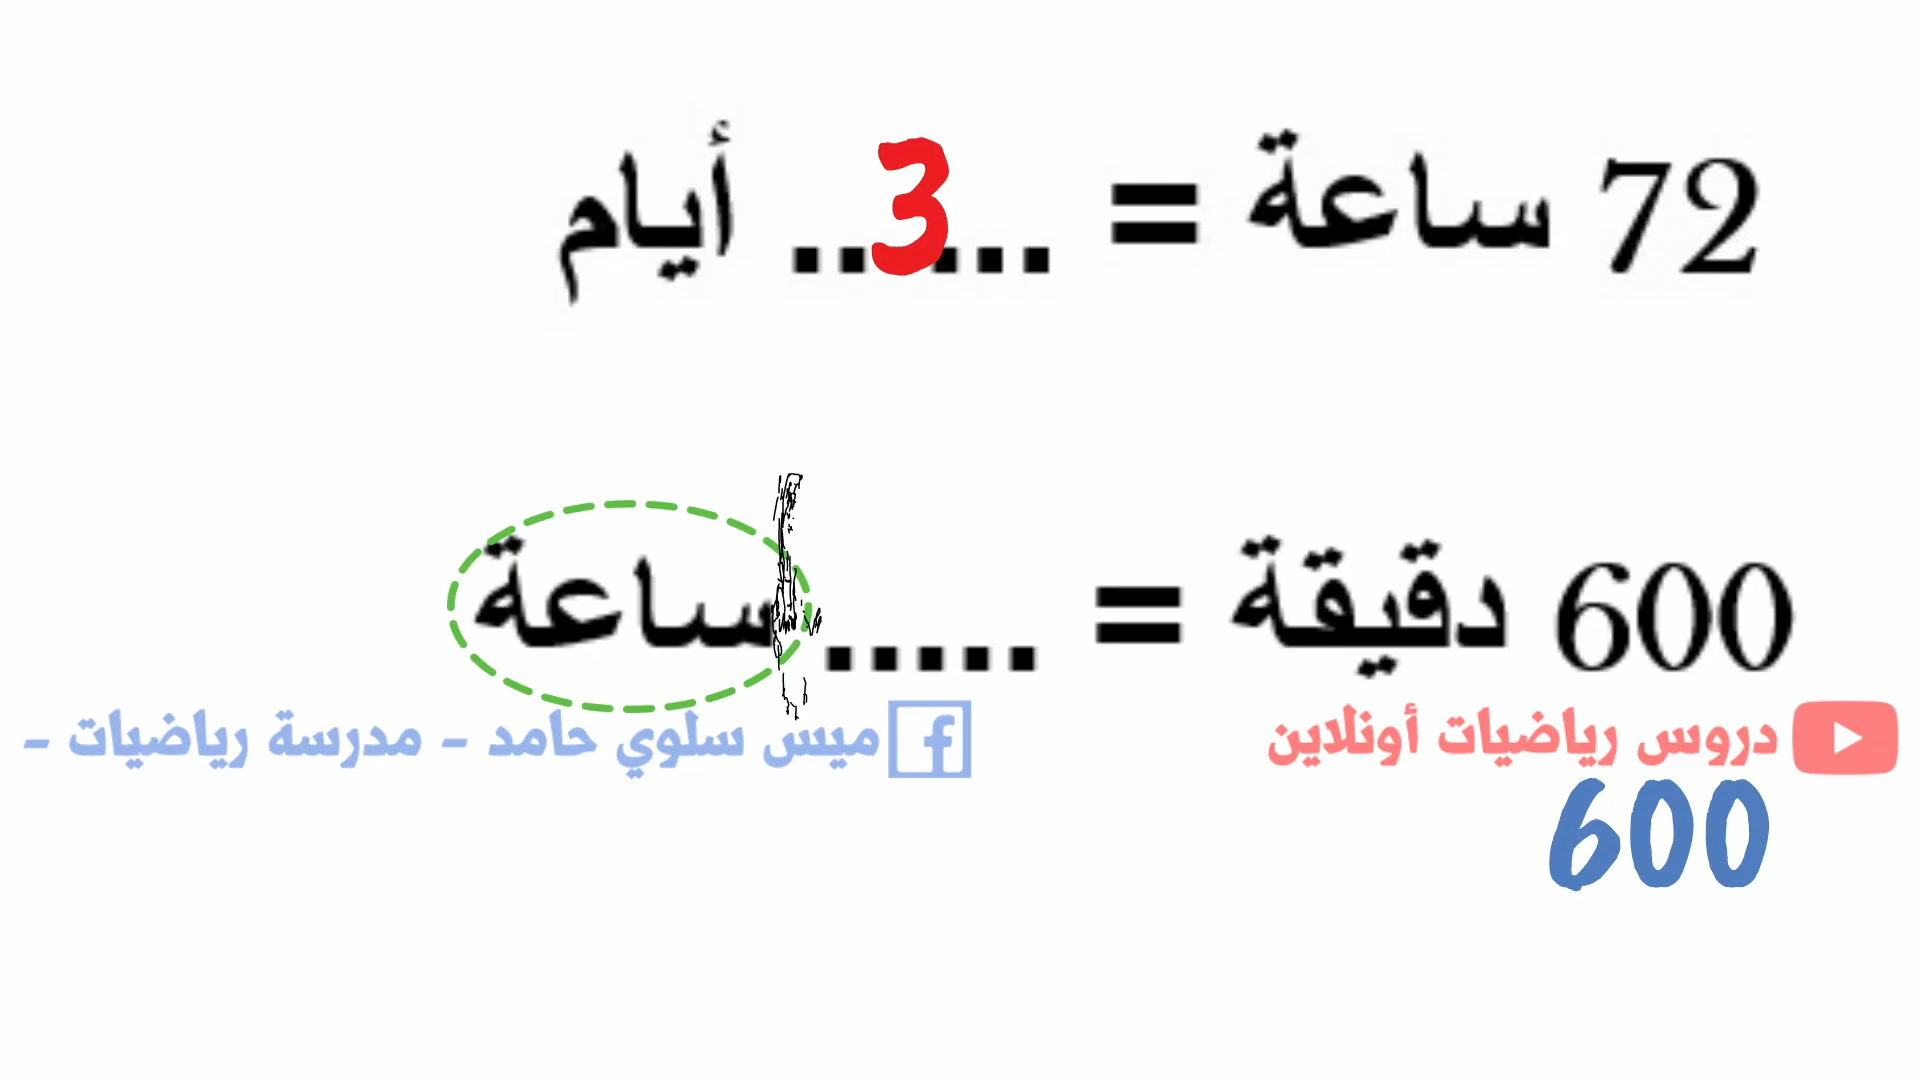 72 ساعة = ..3... أيام
600 دقيقة = ..... ساعة
دروس رياضيات أونلاين
ميس سلوي حامد - مدرسة رياضيات -
600